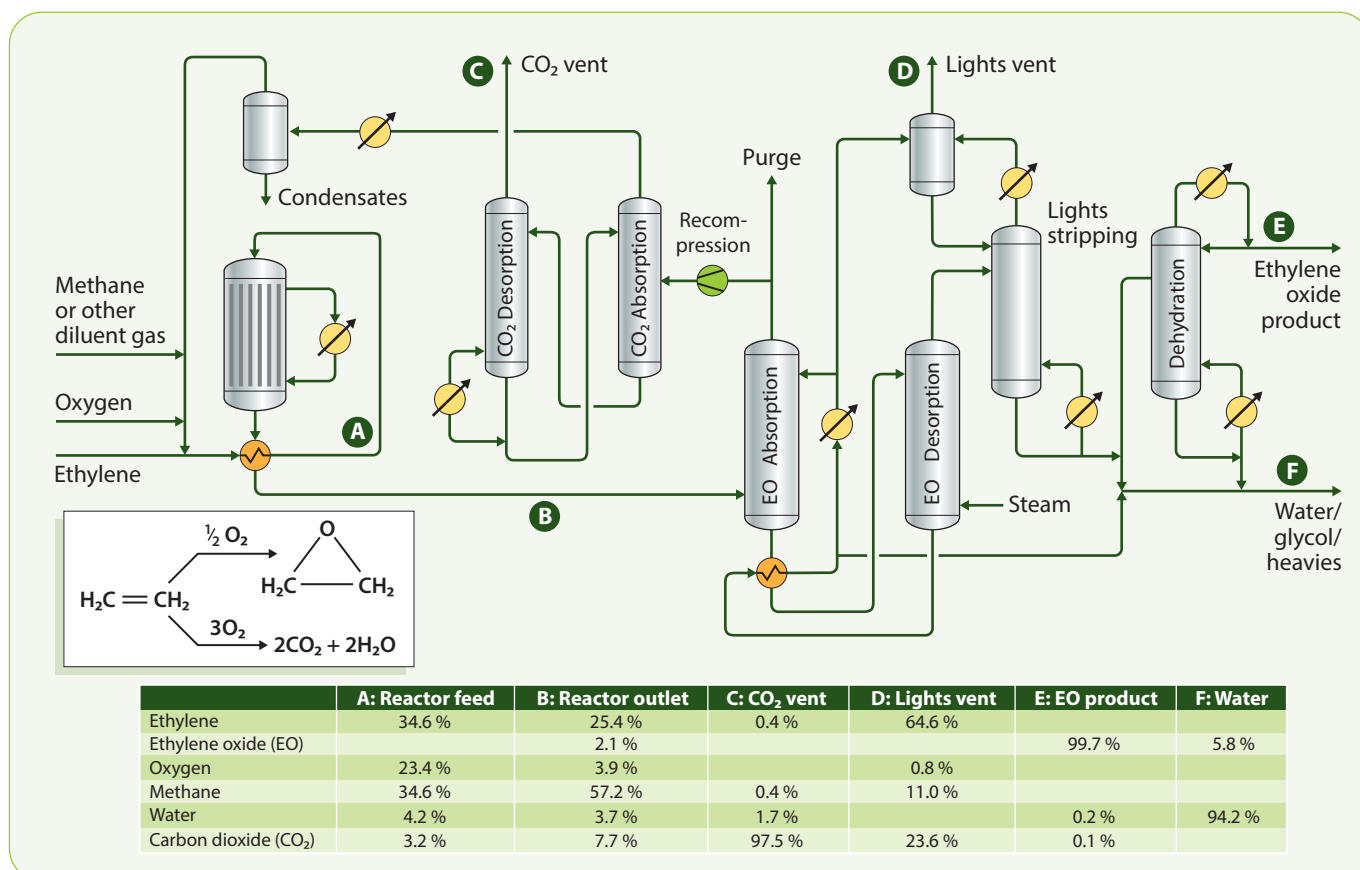 C CO₂ vent
D Lights vent
Purge
Condensates
Recom-
pression
Lights
stripping
E
Ethylene
oxide
product
CO₂ Desorption
CO₂ Absorption
Dehydration
Methane
or other
diluent gas
Oxygen
A
Ethylene
EO Absorption
EO Desorption
B
Steam
F
Water/
glycol/
heavies
½ O₂
O
H₂C CH₂
H₂C=CH₂
3O₂
2CO₂ + 2H₂O
A: Reactor feed B: Reactor outlet C: CO₂ vent D: Lights vent E: EO product F: Water
Ethylene 34.6 % 25.4 % 0.4 % 64.6 %
Ethylene oxide (EO) 2.1 % 99.7 % 5.8 %
Oxygen 23.4 % 3.9 % 0.8 %
Methane 34.6 % 57.2 % 0.4 % 11.0 %
Water 4.2 % 3.7 % 1.7 % 0.2 % 94.2 %
Carbon dioxide (CO₂) 3.2 % 7.7 % 97.5 % 23.6 % 0.1 %